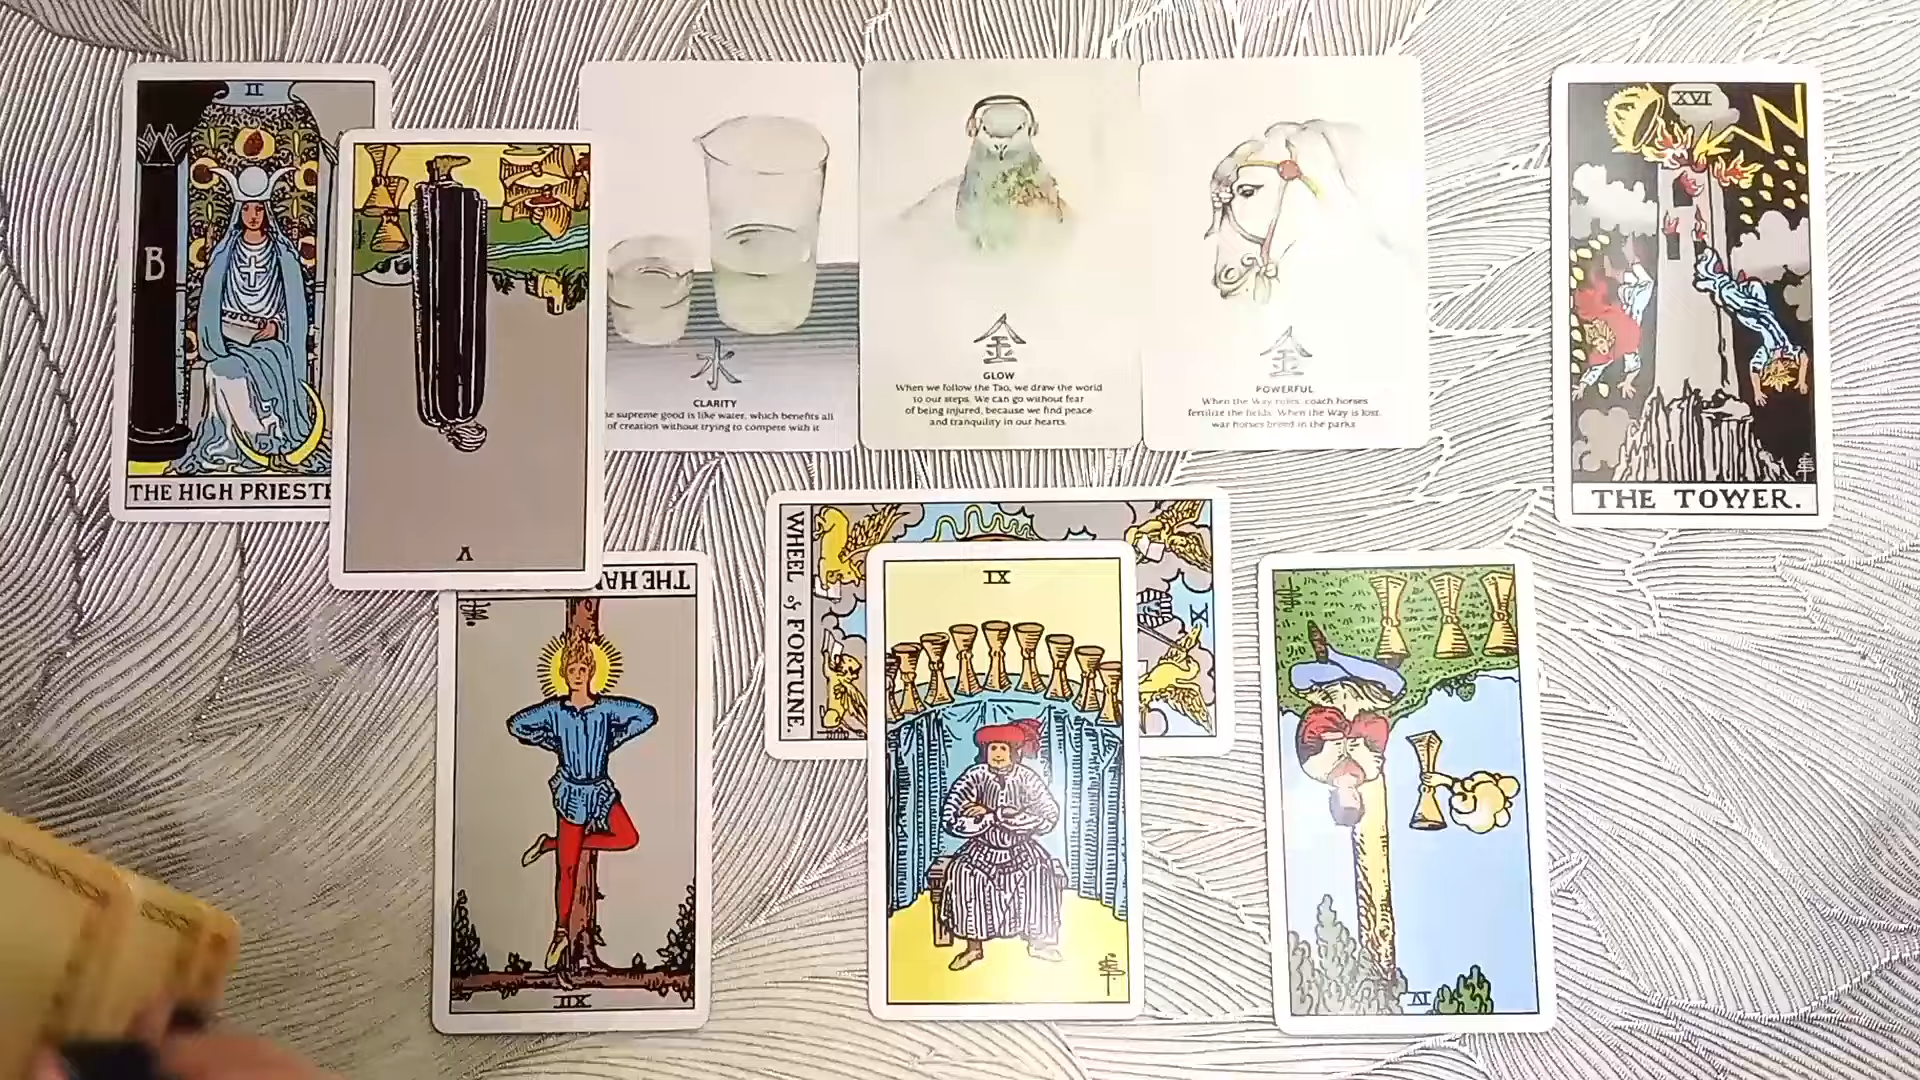 II
B
THE HIGH PRIESTE
V
水
CLARITY
e supreme good is like water, which benefits all
of creation without trying to compete with it
金
GLOW
When we follow the Tao, we draw the world
to our steps. We can go without fear
of being injured, because we find peace
and tranquility in our hearts.
金
POWERFUL
When the Way rules, coach horses
fertilize the fields. When the Way is lost,
war horses breed in the parks.
XVI
THE TOWER.
THE HA
XII
WHEEL of FORTUNE.
X
IX
IV